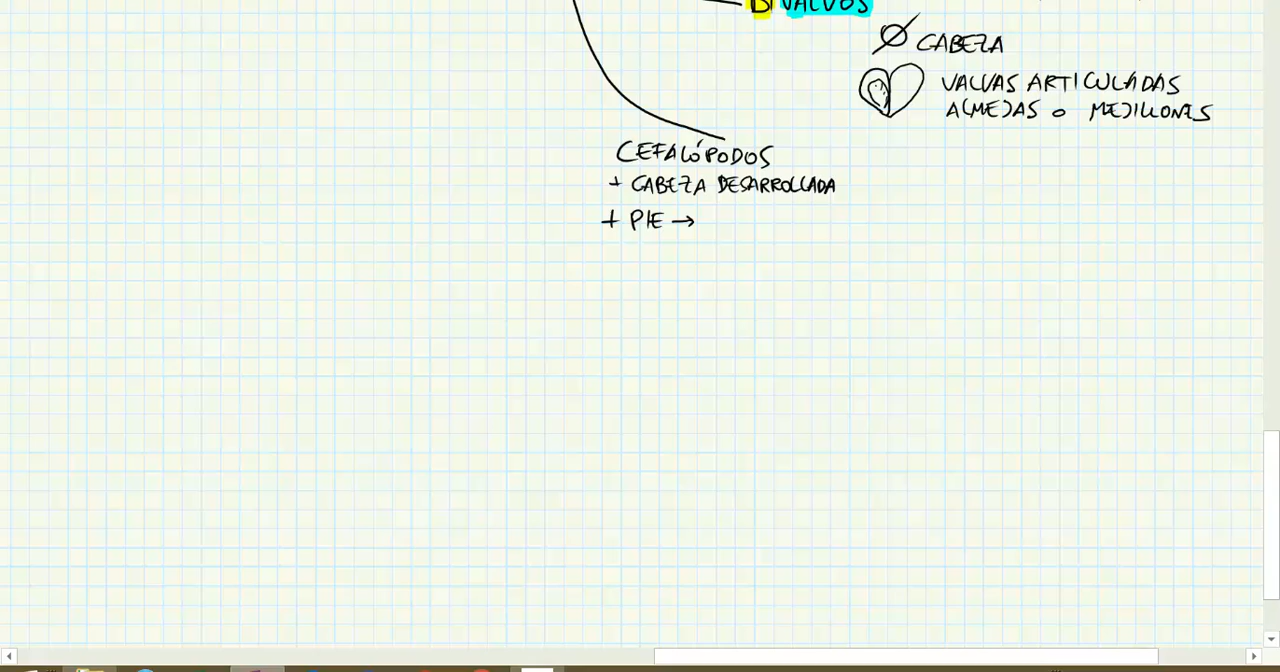 BIVALVOS
Ø CABEZA
VALVAS ARTICULADAS
ALMEJAS o MEJILLONES
CEFALÓPODOS
+ CABEZA DESARROLLADA
+ PIE →